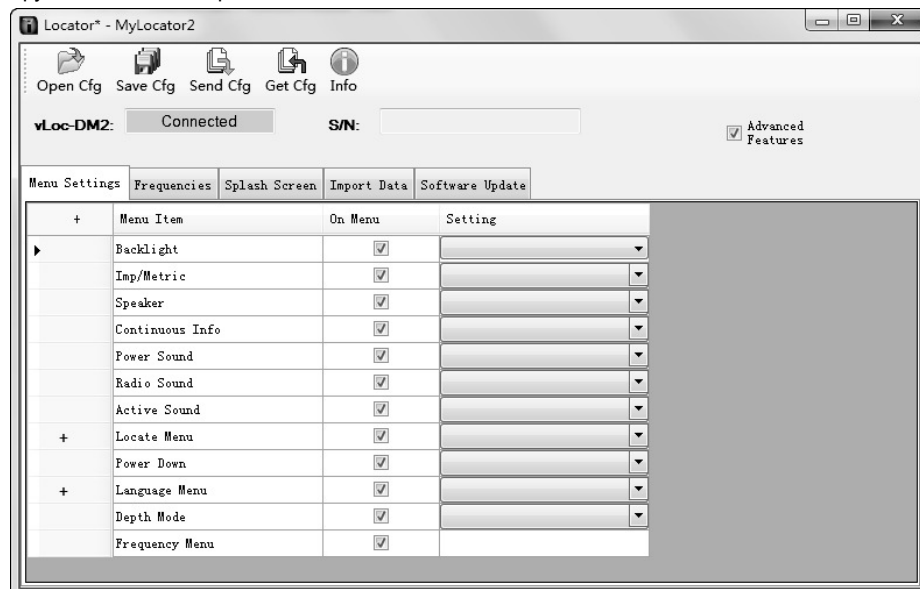 Locator* - MyLocator2
Open Cfg Save Cfg Send Cfg Get Cfg Info
vLoc-DM2: Connected S/N: Advanced Features
Menu Settings Frequencies Splash Screen Import Data Software Update
+ Menu Item On Menu Setting
Backlight
Imp/Metric
Speaker
Continuous Info
Power Sound
Radio Sound
Active Sound
+ Locate Menu
Power Down
+ Language Menu
Depth Mode
Frequency Menu